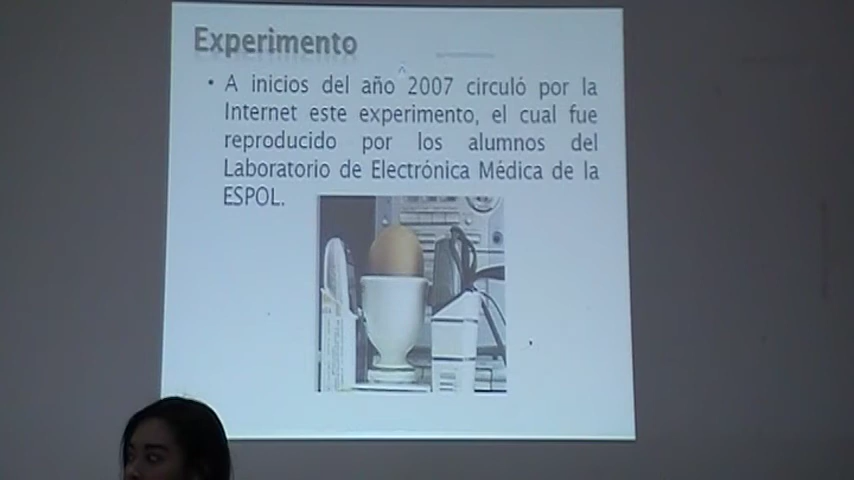 Experimento
• A inicios del año 2007 circuló por la
Internet este experimento, el cual fue
reproducido por los alumnos del
Laboratorio de Electrónica Médica de la
ESPOL.